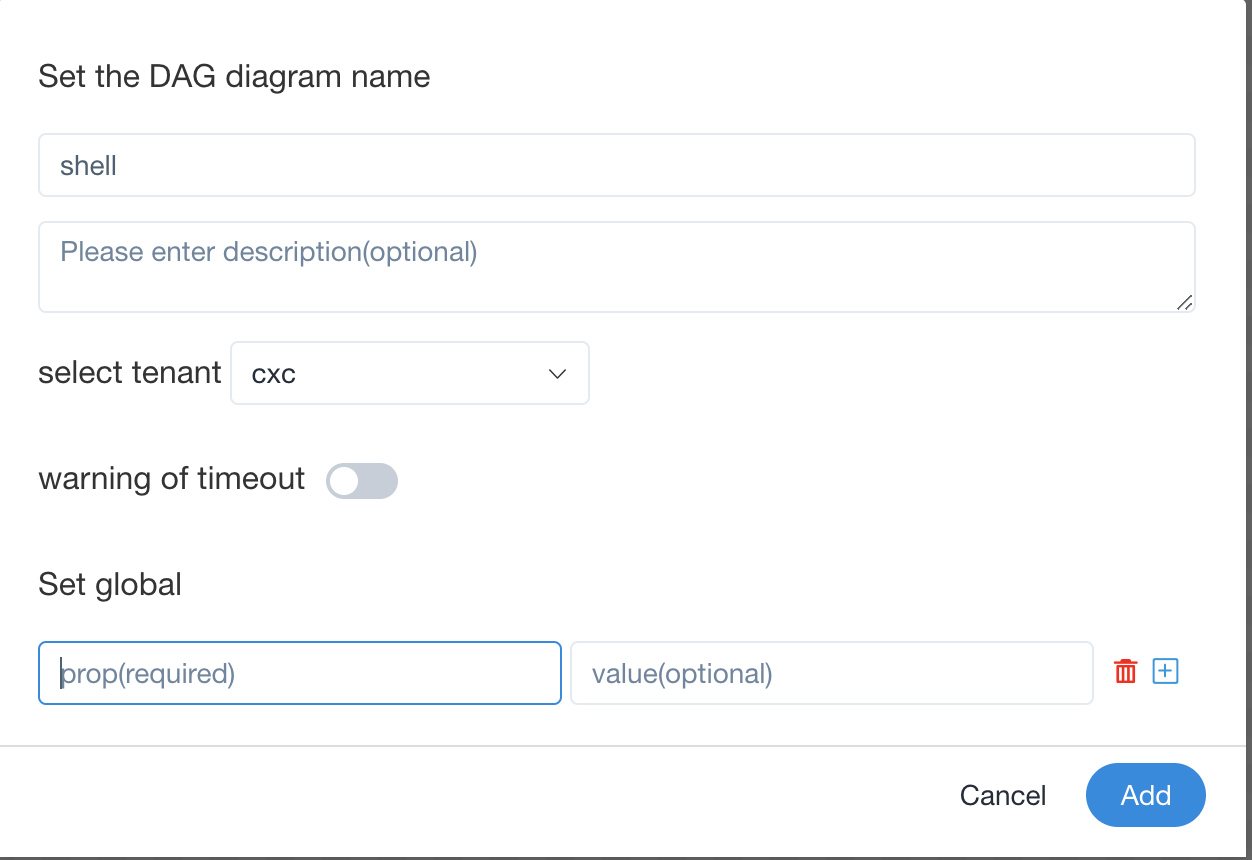 Set the DAG diagram name
shell
Please enter description(optional)
select tenant cxc
warning of timeout
Set global
prop(required) value(optional)
Cancel Add